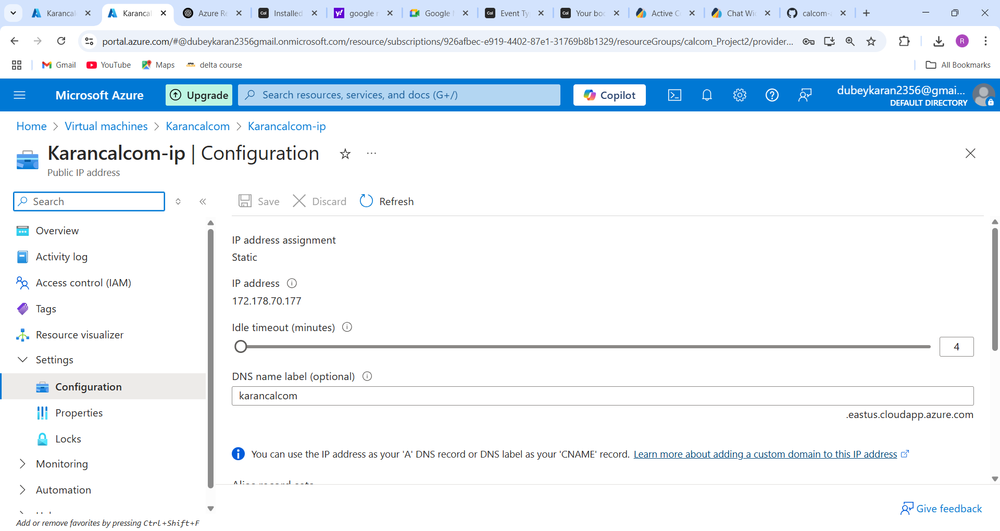 Karancal
Karancal
Azure Re
Installed
google r
Google
Event Ty
Your boo
Active C
Chat Wi
calcom-
portal.azure.com/#@dubeykaran2356gmail.onmicrosoft.com/resource/subscriptions/926afbec-e919-4402-87e1-31769b8b1329/resourceGroups/calcom_Project2/provider...
R
Gmail
YouTube
Maps
delta course
All Bookmarks
Microsoft Azure
Upgrade
Search resources, services, and docs (G+/)
Copilot
dubeykaran2356@gmai...
DEFAULT DIRECTORY
Home > Virtual machines > Karancalcom > Karancalcom-ip
Karancalcom-ip | Configuration
Public IP address
Search
Save
Discard
Refresh
Overview
Activity log
Access control (IAM)
Tags
Resource visualizer
Settings
Configuration
Properties
Locks
Monitoring
Automation
Add or remove favorites by pressing Ctrl+Shift+F
IP address assignment
Static
IP address
172.178.70.177
Idle timeout (minutes)
4
DNS name label (optional)
karancalcom
.eastus.cloudapp.azure.com
You can use the IP address as your 'A' DNS record or DNS label as your 'CNAME' record. Learn more about adding a custom domain to this IP address
Alias record sets
Give feedback